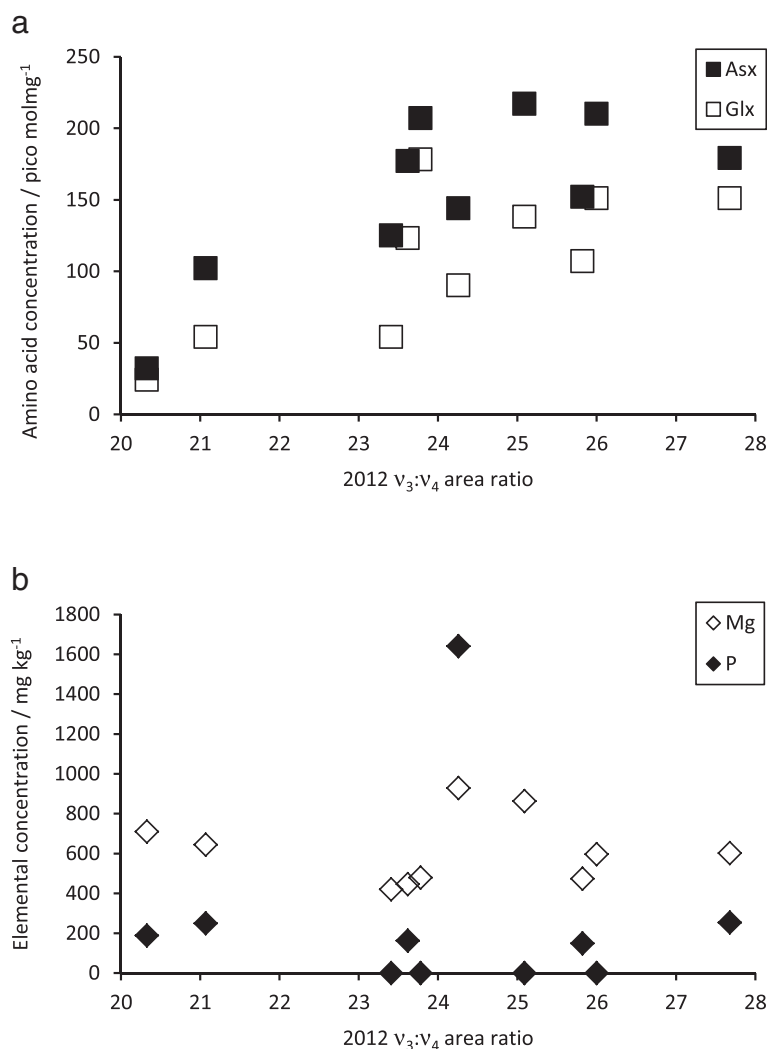 a
Amino acid concentration / pico molmg⁻¹
250
200
150
100
50
0
20 21 22 23 24 25 26 27 28
2012 ν₃:ν₄ area ratio
Asx
Glx
b
Elemental concentration / mg kg⁻¹
1800
1600
1400
1200
1000
800
600
400
200
0
20 21 22 23 24 25 26 27 28
2012 ν₃:ν₄ area ratio
Mg
P